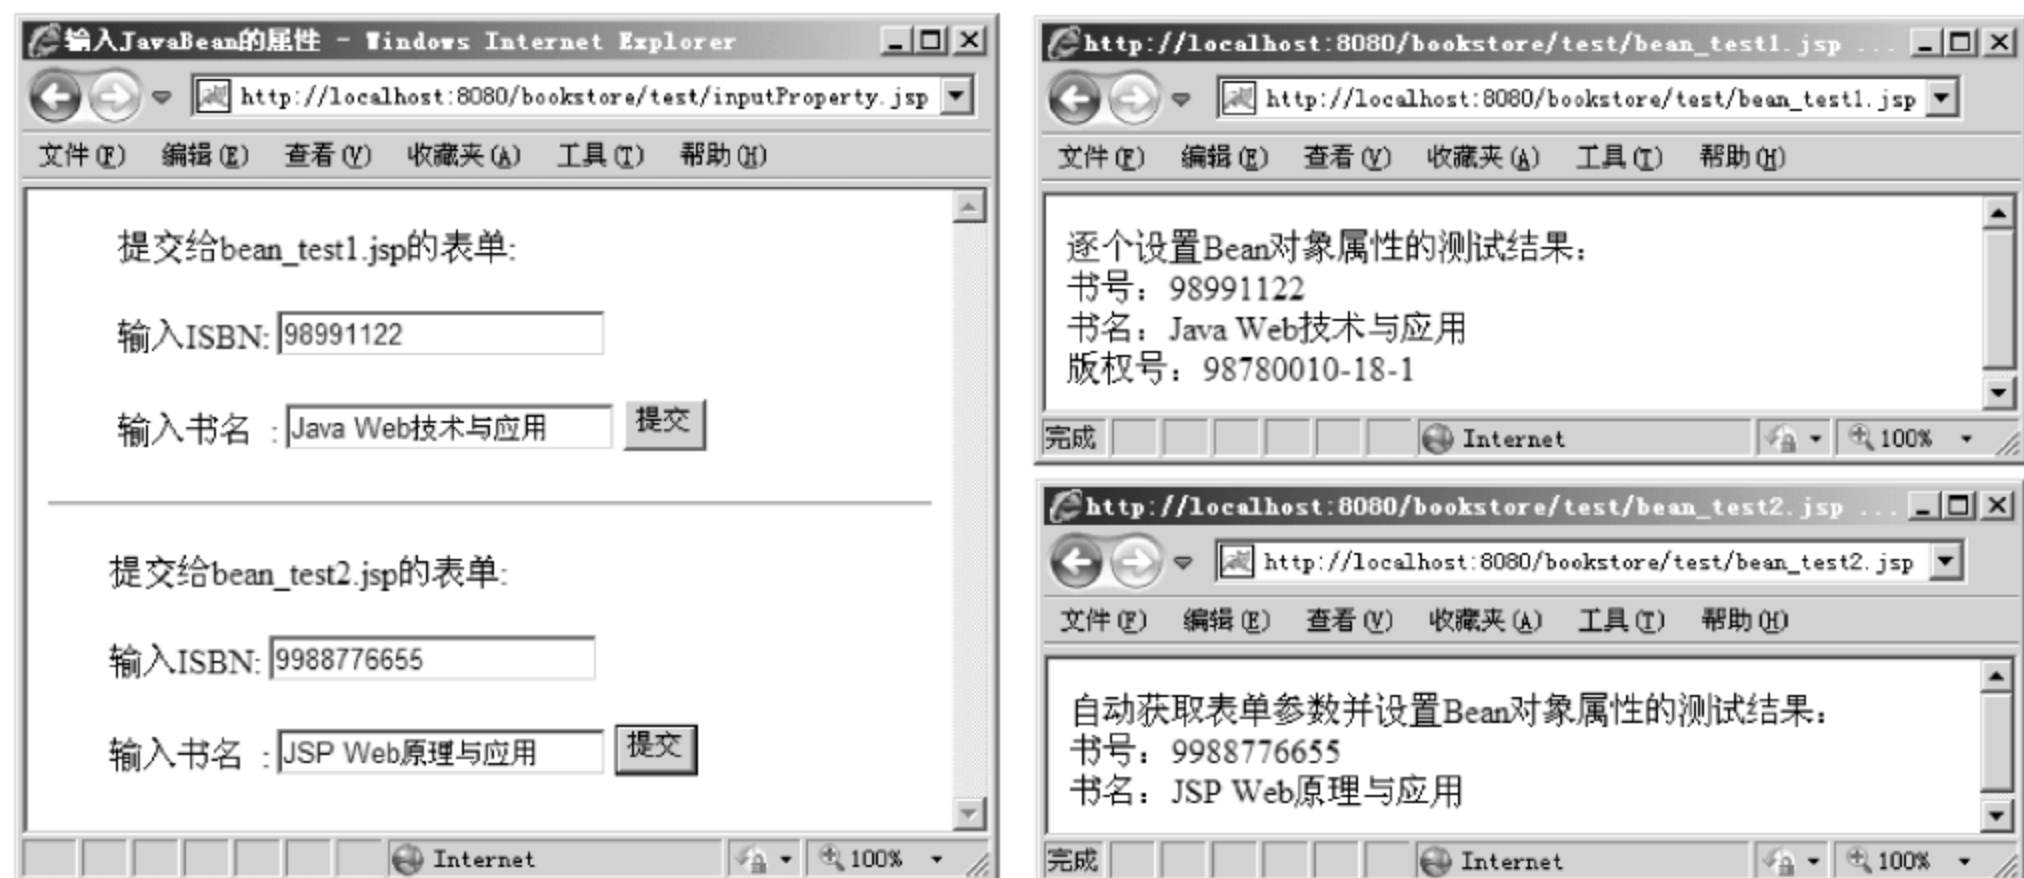 输入JavaBean的属性 - Windows Internet Explorer
http://localhost:8080/bookstore/test/inputProperty.jsp
文件(F) 编辑(E) 查看(V) 收藏夹(A) 工具(T) 帮助(H)
提交给bean_test1.jsp的表单:
输入ISBN: 98991122
输入书名 : Java Web技术与应用 提交
提交给bean_test2.jsp的表单:
输入ISBN: 9988776655
输入书名 : JSP Web原理与应用 提交
Internet 100%
http://localhost:8080/bookstore/test/bean_test1.jsp ...
http://localhost:8080/bookstore/test/bean_test1.jsp
文件(F) 编辑(E) 查看(V) 收藏夹(A) 工具(T) 帮助(H)
逐个设置Bean对象属性的测试结果:
书号：98991122
书名：Java Web技术与应用
版权号：98780010-18-1
完成 Internet 100%
http://localhost:8080/bookstore/test/bean_test2.jsp ...
http://localhost:8080/bookstore/test/bean_test2.jsp
文件(F) 编辑(E) 查看(V) 收藏夹(A) 工具(T) 帮助(H)
自动获取表单参数并设置Bean对象属性的测试结果:
书号：9988776655
书名：JSP Web原理与应用
完成 Internet 100%